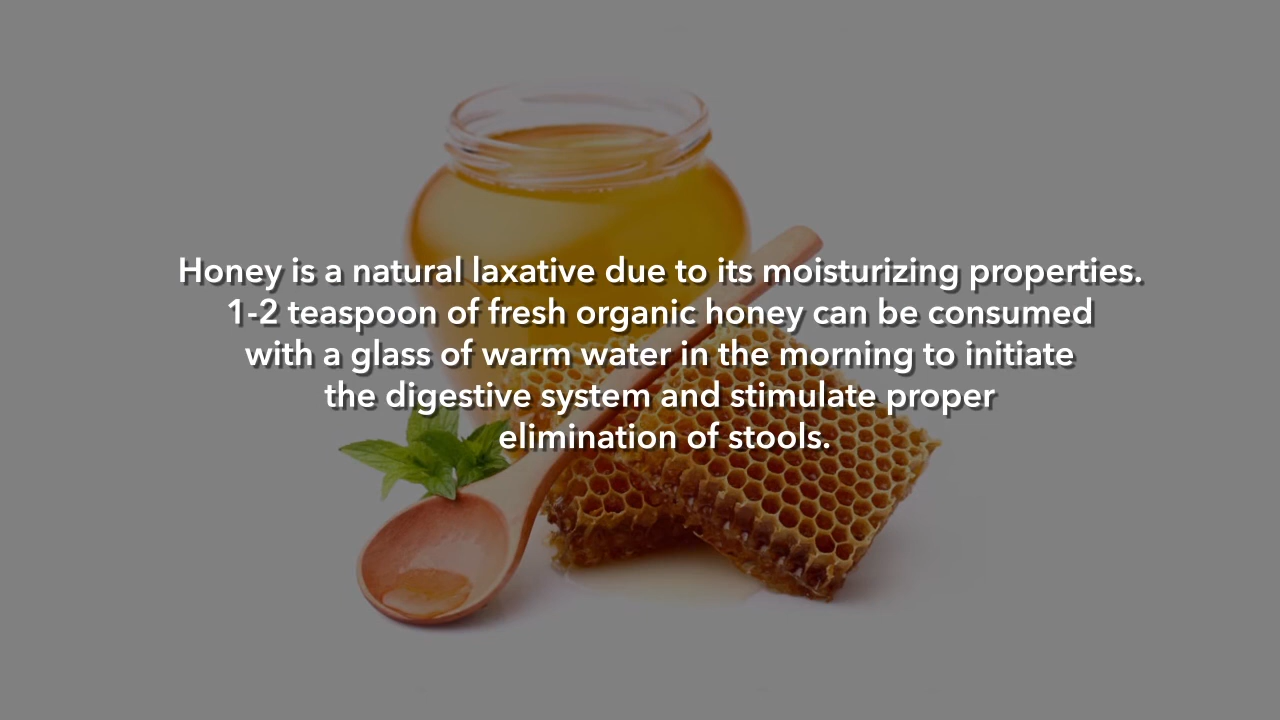 Honey is a natural laxative due to its moisturizing properties.
1-2 teaspoon of fresh organic honey can be consumed
with a glass of warm water in the morning to initiate
the digestive system and stimulate proper
elimination of stools.